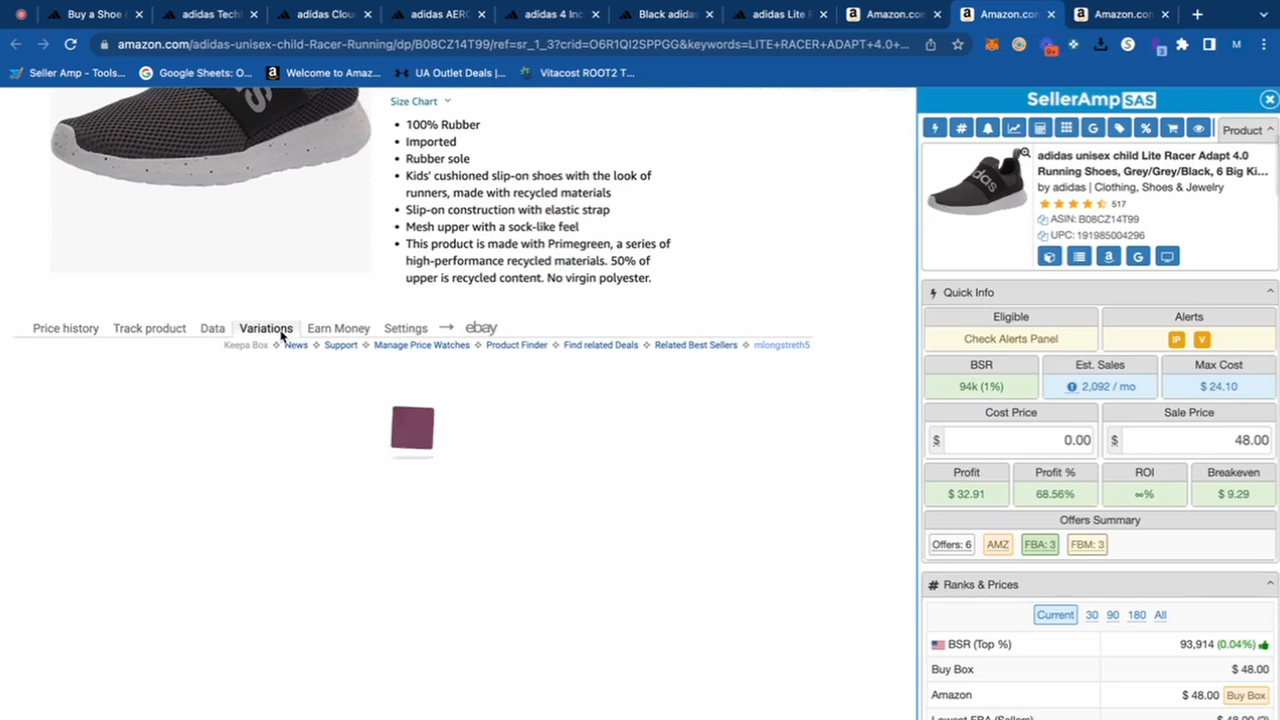 Buy a Shoe
adidas Tech
adidas Clou
adidas AER
adidas 4 Inc
Black adidas
adidas Lite
Amazon.co
Amazon.co
Amazon.co
amazon.com/adidas-unisex-child-Racer-Running/dp/B08CZ14T99/ref=sr_1_3?crid=O6R1QI2SPPGG&keywords=LITE+RACER+ADAPT+4.0+...
9+
3
M
Seller Amp - Tools...
Google Sheets: O...
Welcome to Amaz...
UA Outlet Deals |...
Vitacost ROOT2 T...
Size Chart
• 100% Rubber
• Imported
• Rubber sole
• Kids' cushioned slip-on shoes with the look of
runners, made with recycled materials
• Slip-on construction with elastic strap
• Mesh upper with a sock-like feel
• This product is made with Primegreen, a series of
high-performance recycled materials. 50% of
upper is recycled content. No virgin polyester.
Price history Track product Data Variations Earn Money Settings → ebay
Keepa Box News Support Manage Price Watches Product Finder Find related Deals Related Best Sellers mlongstreth5
SellerAmp SAS
Product
adidas unisex child Lite Racer Adapt 4.0
Running Shoes, Grey/Grey/Black, 6 Big Ki...
by adidas | Clothing, Shoes & Jewelry
517
ASIN: B08CZ14T99
UPC: 191985004296
Quick Info
Eligible Alerts
Check Alerts Panel IP V
BSR Est. Sales Max Cost
94k (1%) 2,092 / mo $ 24.10
Cost Price Sale Price
$ 0.00 $ 48.00
Profit Profit % ROI Breakeven
$ 32.91 68.56% ∞% $ 9.29
Offers Summary
Offers: 6 AMZ FBA: 3 FBM: 3
# Ranks & Prices
Current 30 90 180 All
BSR (Top %) 93,914 (0.04%)
Buy Box $ 48.00
Amazon $ 48.00 Buy Box
Lowest FBA (Sellers) $ 48.00